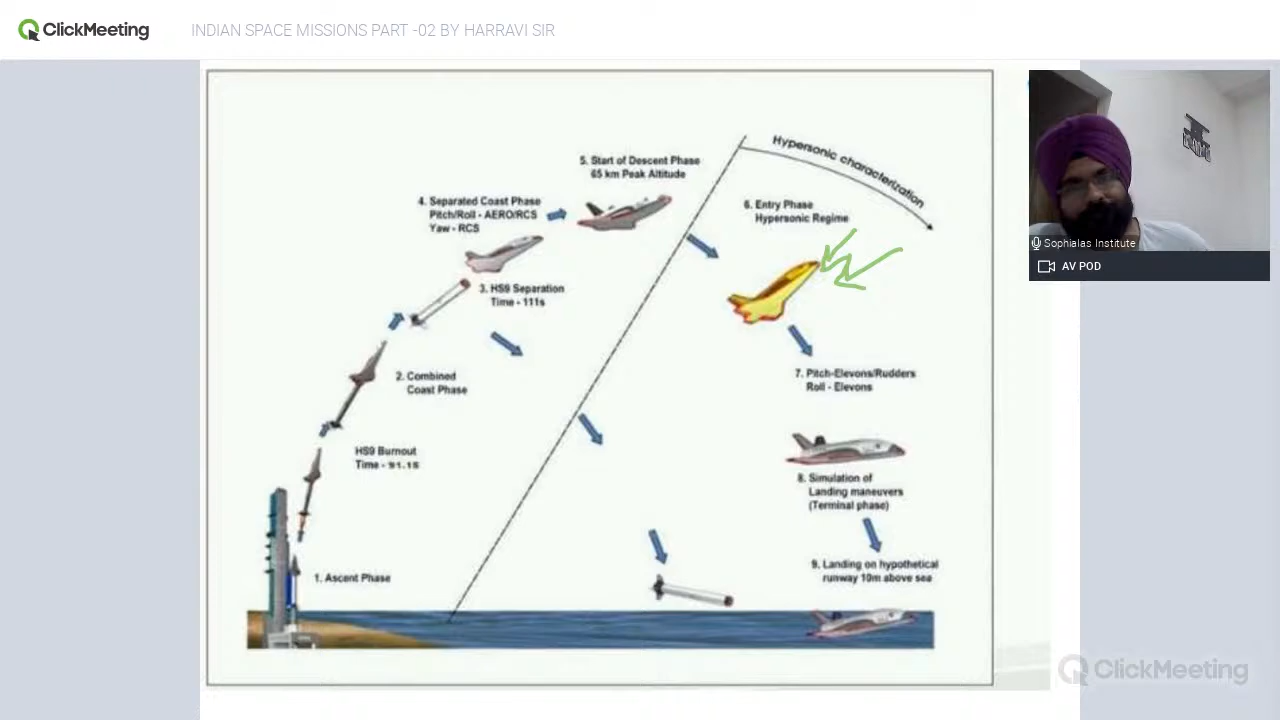 ClickMeeting
INDIAN SPACE MISSIONS PART -02 BY HARRAVI SIR
Hypersonic characterization
5. Start of Descent Phase
65 km Peak Altitude
4. Separated Coast Phase
Pitch/Roll - AERO/RCS
Yaw - RCS
6. Entry Phase
Hypersonic Regime
3. HS9 Separation
Time - 111s
2. Combined
Coast Phase
7. Pitch-Elevons/Rudders
Roll - Elevons
HS9 Burnout
Time - 91.1s
8. Simulation of
Landing maneuvers
(Terminal phase)
1. Ascent Phase
9. Landing on hypothetical
runway 10m above sea
Sophialas Institute
AV POD
ClickMeeting